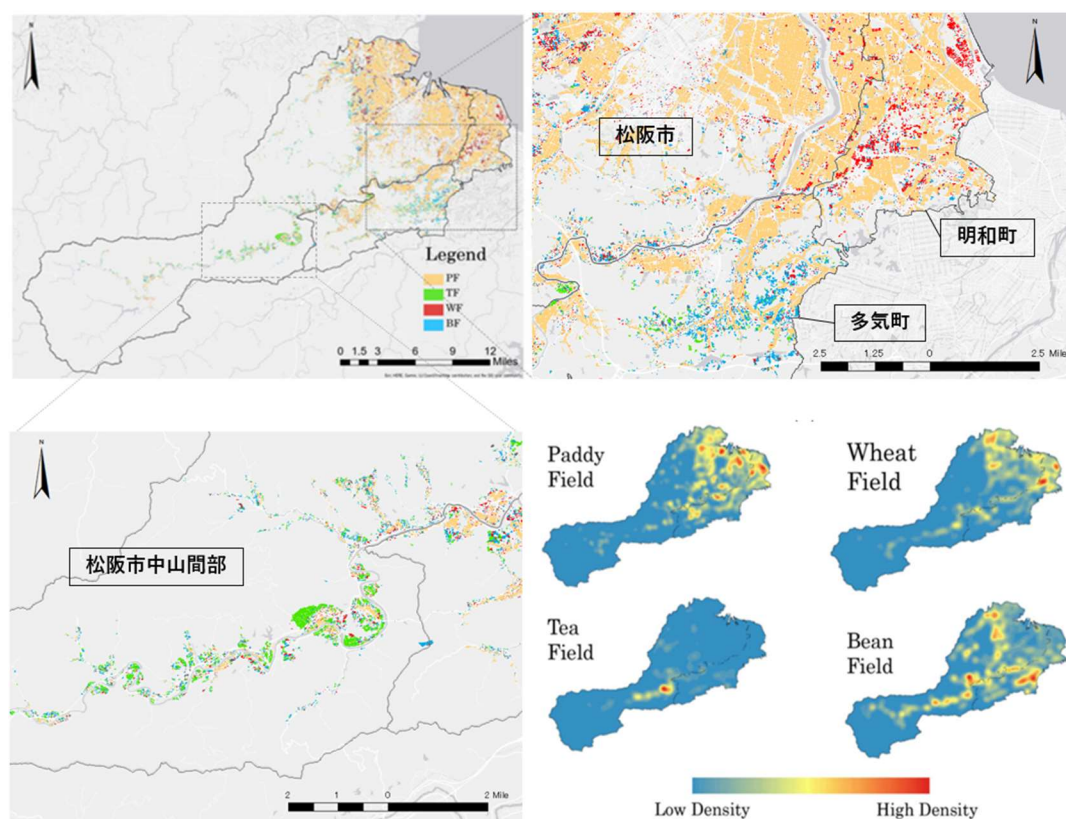 N
Legend
PF
TF
WF
BF
0 1.5 3 6 9 12
Miles
N
松阪市
明和町
多気町
2.5 1.25 0 2.5 Mile
N
松阪市中山間部
2 1 0 2 Mile
Paddy
Field
Wheat
Field
Tea
Field
Bean
Field
Low Density High Density